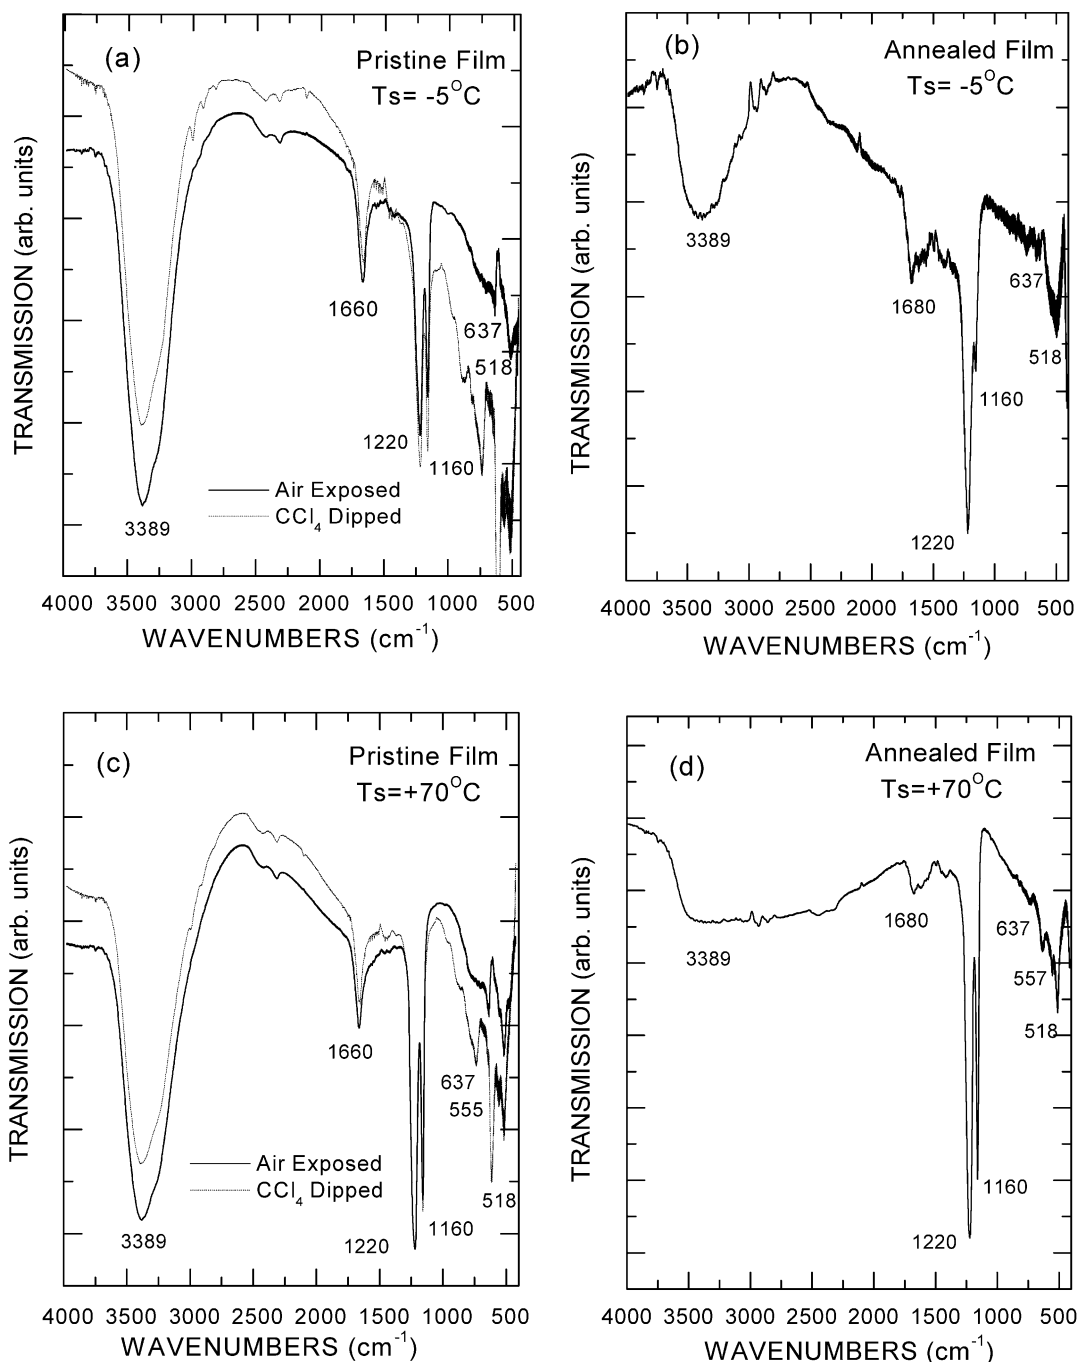 (a)
Pristine Film
Ts= -5°C
TRANSMISSION (arb. units)
1660
637
518
1220
1160
Air Exposed
CCl4 Dipped
3389
4000 3500 3000 2500 2000 1500 1000 500
WAVENUMBERS (cm-1)
(b)
Annealed Film
Ts= -5°C
TRANSMISSION (arb. units)
3389
637
1680
518
1160
1220
4000 3500 3000 2500 2000 1500 1000 500
WAVENUMBERS (cm-1)
(c)
Pristine Film
Ts=+70°C
TRANSMISSION (arb. units)
1660
637
555
Air Exposed
CCl4 Dipped
518
1160
3389
1220
4000 3500 3000 2500 2000 1500 1000 500
WAVENUMBERS (cm-1)
(d)
Annealed Film
Ts=+70°C
TRANSMISSION (arb. units)
1680
637
3389
557
518
1160
1220
4000 3500 3000 2500 2000 1500 1000 500
WAVENUMBERS (cm-1)